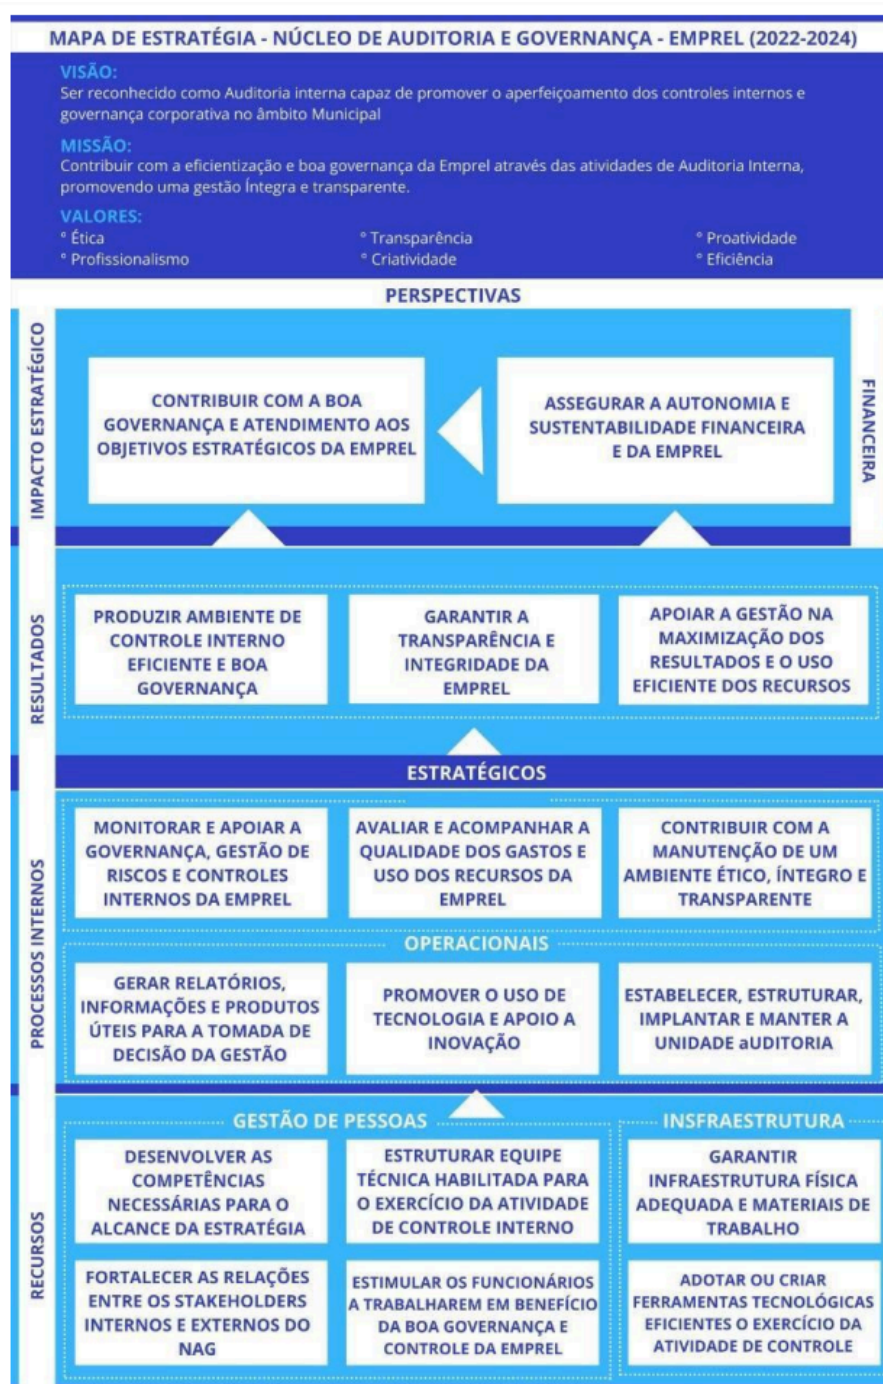 MAPA DE ESTRATÉGIA - NÚCLEO DE AUDITORIA E GOVERNANÇA - EMPREL (2022-2024)
VISÃO:
Ser reconhecido como Auditoria interna capaz de promover o aperfeiçoamento dos controles internos e
governança corporativa no âmbito Municipal
MISSÃO:
Contribuir com a eficientização e boa governança da Emprel através das atividades de Auditoria Interna,
promovendo uma gestão Íntegra e transparente.
VALORES:
° Ética
° Transparência
° Proatividade
° Profissionalismo
° Criatividade
° Eficiência
PERSPECTIVAS
IMPACTO ESTRATÉGICO
CONTRIBUIR COM A BOA
GOVERNANÇA E ATENDIMENTO AOS
OBJETIVOS ESTRATÉGICOS DA EMPREL
ASSEGURAR A AUTONOMIA E
SUSTENTABILIDADE FINANCEIRA
E DA EMPREL
FINANCEIRA
RESULTADOS
PRODUZIR AMBIENTE DE
CONTROLE INTERNO
EFICIENTE E BOA
GOVERNANÇA
GARANTIR A
TRANSPARÊNCIA E
INTEGRIDADE DA
EMPREL
APOIAR A GESTÃO NA
MAXIMIZAÇÃO DOS
RESULTADOS E O USO
EFICIENTE DOS RECURSOS
ESTRATÉGICOS
PROCESSOS INTERNOS
MONITORAR E APOIAR A
GOVERNANÇA, GESTÃO DE
RISCOS E CONTROLES
INTERNOS DA EMPREL
AVALIAR E ACOMPANHAR A
QUALIDADE DOS GASTOS E
USO DOS RECURSOS DA
EMPREL
CONTRIBUIR COM A
MANUTENÇÃO DE UM
AMBIENTE ÉTICO, ÍNTEGRO E
TRANSPARENTE
OPERACIONAIS
GERAR RELATÓRIOS,
INFORMAÇÕES E PRODUTOS
ÚTEIS PARA A TOMADA DE
DECISÃO DA GESTÃO
PROMOVER O USO DE
TECNOLOGIA E APOIO A
INOVAÇÃO
ESTABELECER, ESTRUTURAR,
IMPLANTAR E MANTER A
UNIDADE aUDITORIA
RECURSOS
GESTÃO DE PESSOAS
DESENVOLVER AS
COMPETÊNCIAS
NECESSÁRIAS PARA O
ALCANCE DA ESTRATÉGIA
ESTRUTURAR EQUIPE
TÉCNICA HABILITADA PARA
O EXERCÍCIO DA ATIVIDADE
DE CONTROLE INTERNO
FORTALECER AS RELAÇÕES
ENTRE OS STAKEHOLDERS
INTERNOS E EXTERNOS DO
NAG
ESTIMULAR OS FUNCIONÁRIOS
A TRABALHAREM EM BENEFÍCIO
DA BOA GOVERNANÇA E
CONTROLE DA EMPREL
INSFRAESTRUTURA
GARANTIR
INFRAESTRUTURA FÍSICA
ADEQUADA E MATERIAIS DE
TRABALHO
ADOTAR OU CRIAR
FERRAMENTAS TECNOLÓGICAS
EFICIENTES O EXERCÍCIO DA
ATIVIDADE DE CONTROLE